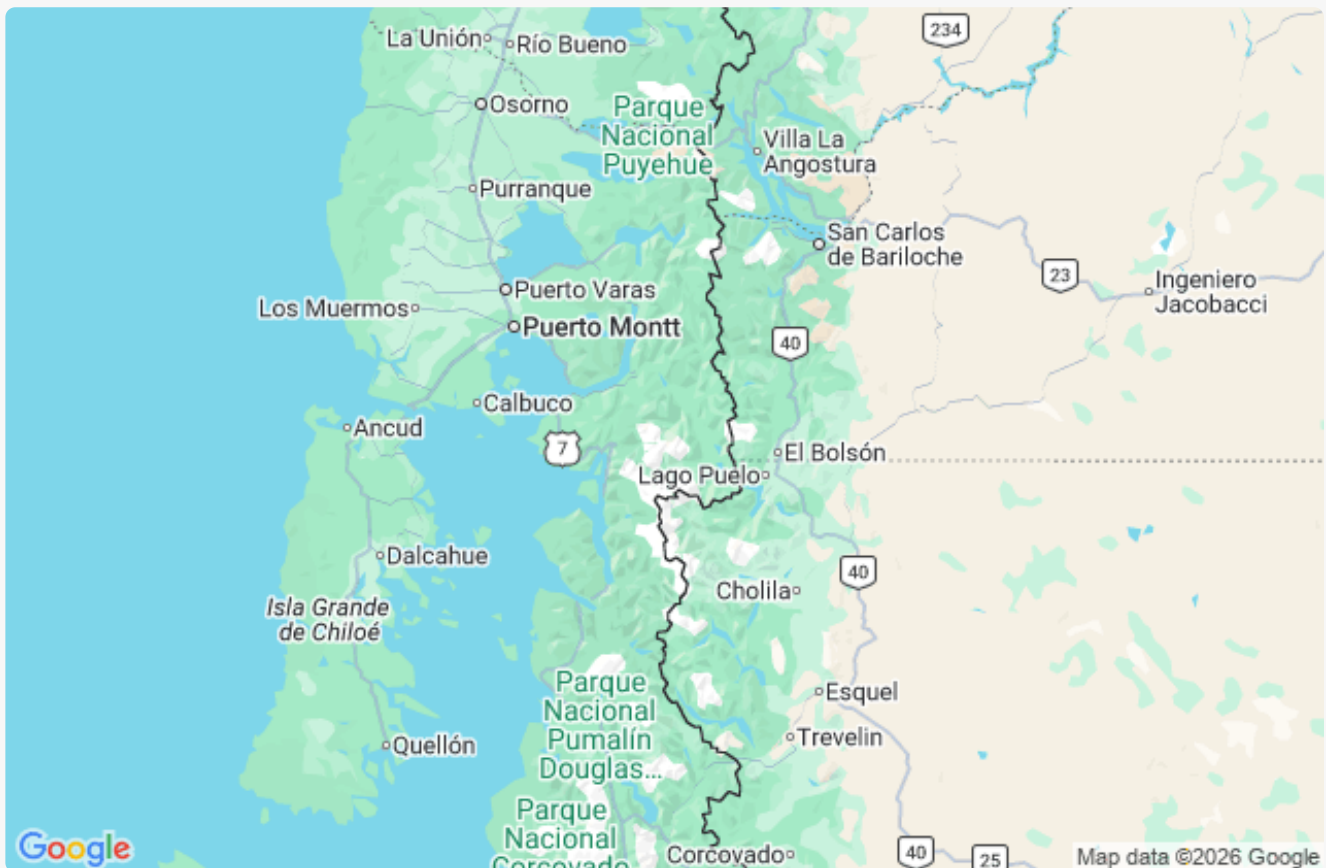 La Unión
Río Bueno
234
Osorno
Parque
Nacional
Puyehue
Villa La
Angostura
Purranque
San Carlos
de Bariloche
23
Ingeniero
Jacobacci
Puerto Varas
Los Muermos
Puerto Montt
40
Calbuco
Ancud
7
El Bolsón
Lago Puelo
Dalcahue
40
Cholila
Isla Grande
de Chiloé
Parque
Nacional
Pumalín
Douglas...
Esquel
Trevelin
Quellón
Parque
Nacional
Corcovado
Corcovado
40
25
Google
Map data ©2026 Google